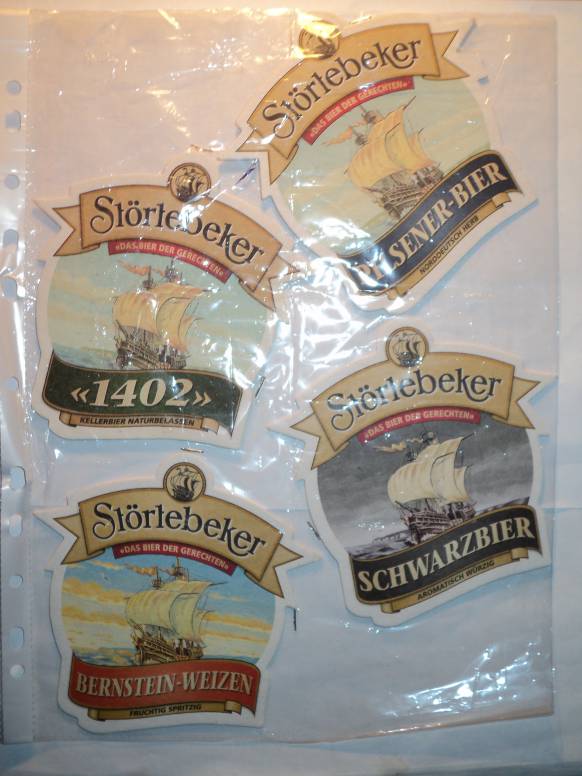 Störtebeker
«DAS BIER DER GERECHTEN»
PILSENER-BIER
NORDDEUTSCH HERB
Störtebeker
«DAS BIER DER GERECHTEN»
«1402»
KELLERBIER NATURBELASSEN
Störtebeker
«DAS BIER DER GERECHTEN»
SCHWARZBIER
AROMATISCH WÜRZIG
Störtebeker
«DAS BIER DER GERECHTEN»
BERNSTEIN-WEIZEN
FRUCHTIG SPRITZIG